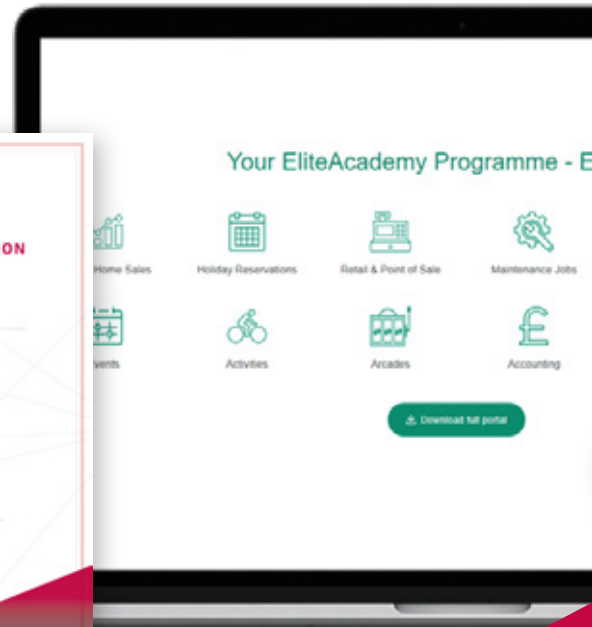 Your EliteAcademy Programme - E
ION
Home Sales
Holiday Reservations
Retail & Point of Sale
Maintenance Jobs
vents
Activities
Arcades
Accounting
Download full portal